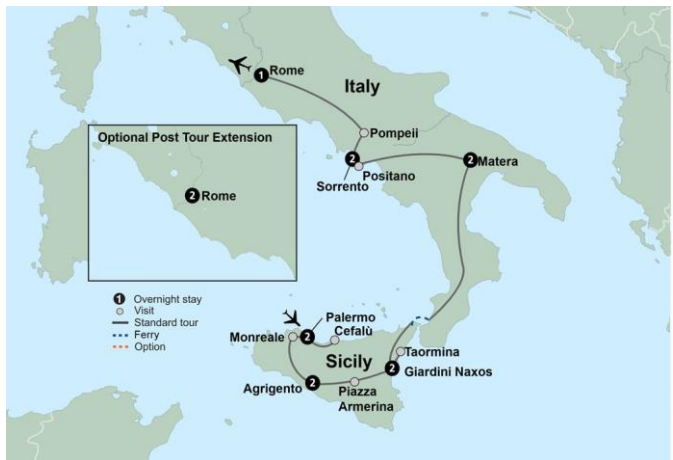 1 Rome
Italy
Pompeii
Optional Post Tour Extension
2 Rome
2
Sorrento
Positano
2 Matera
1 Overnight stay
Visit
Standard tour
Ferry
Option
Palermo
2
Cefalù
Monreale
Sicily
Taormina
2
Giardini Naxos
Agrigento 2
Piazza
Armerina